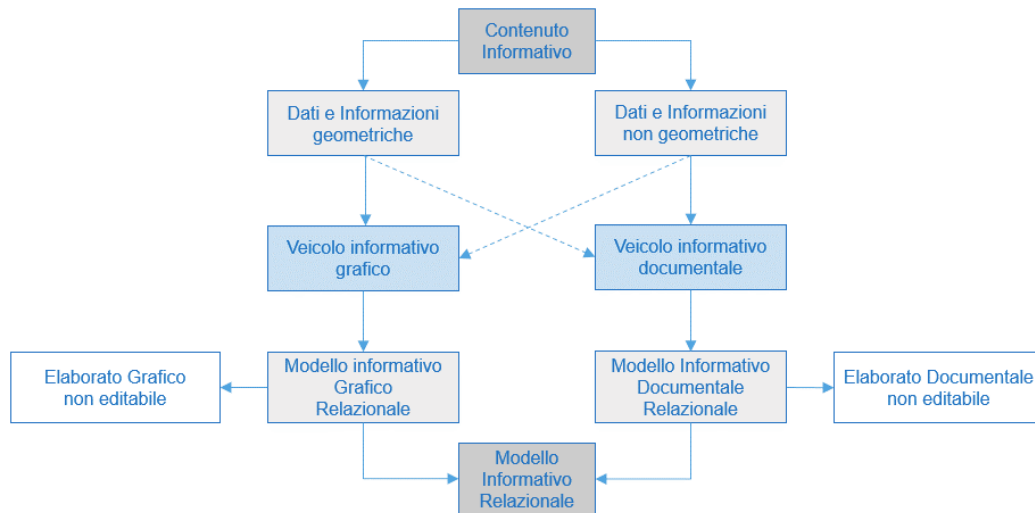 Contenuto
Informativo
Dati e Informazioni
geometriche
Dati e Informazioni
non geometriche
Veicolo informativo
grafico
Veicolo informativo
documentale
Elaborato Grafico
non editabile
Modello informativo
Grafico
Relazionale
Modello Informativo
Documentale
Relazionale
Elaborato Documentale
non editabile
Modello
Informativo
Relazionale